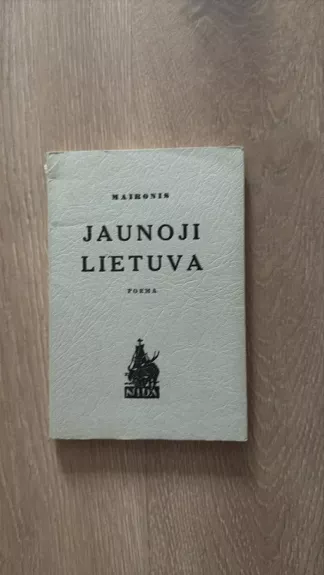 MAIRONIS
JAUNOJI
LIETUVA
POEMA
NIDA